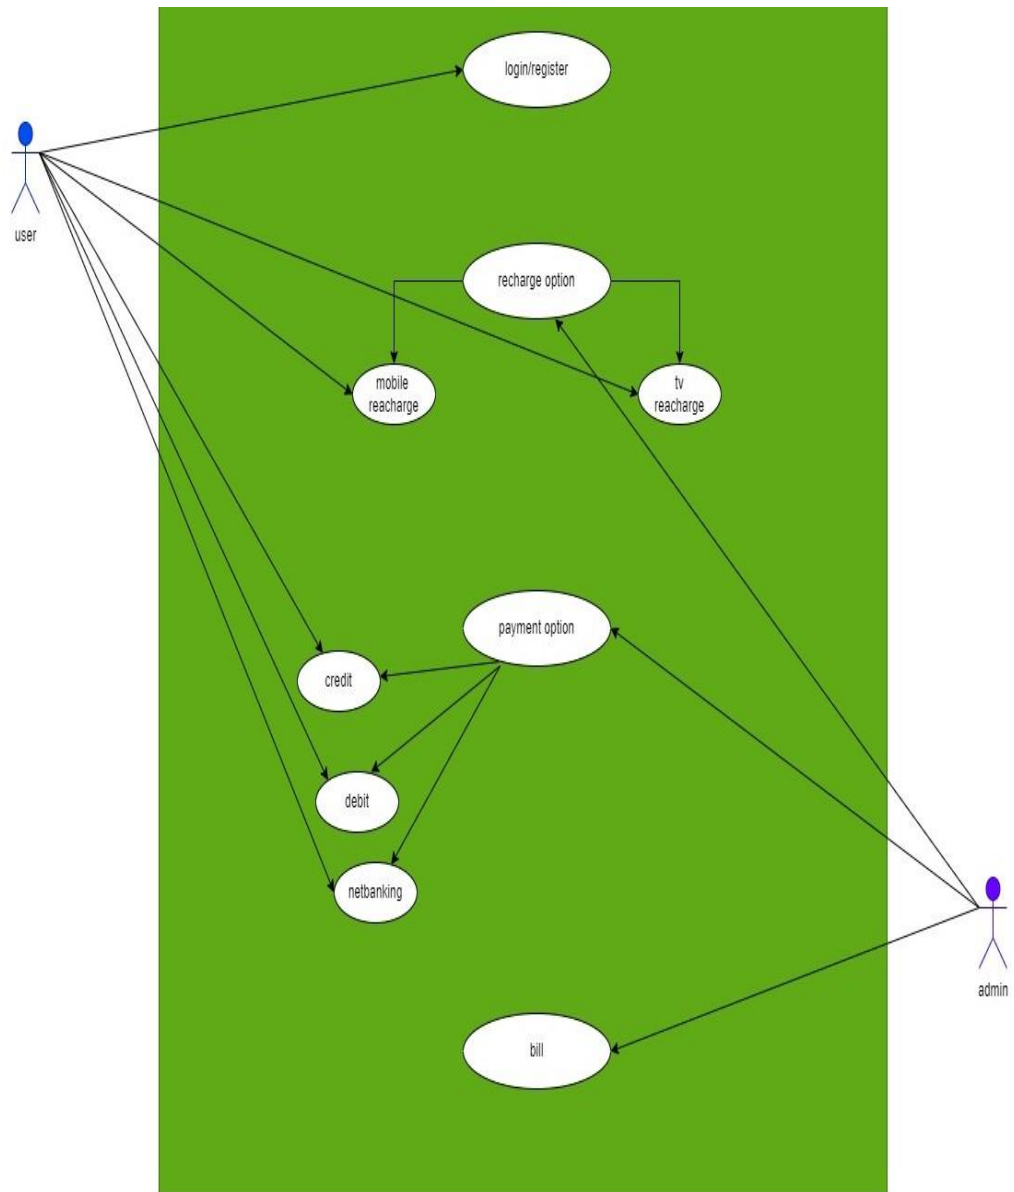 login/register
user
recharge option
mobile
reacharge
tv
reacharge
payment option
credit
debit
netbanking
admin
bill